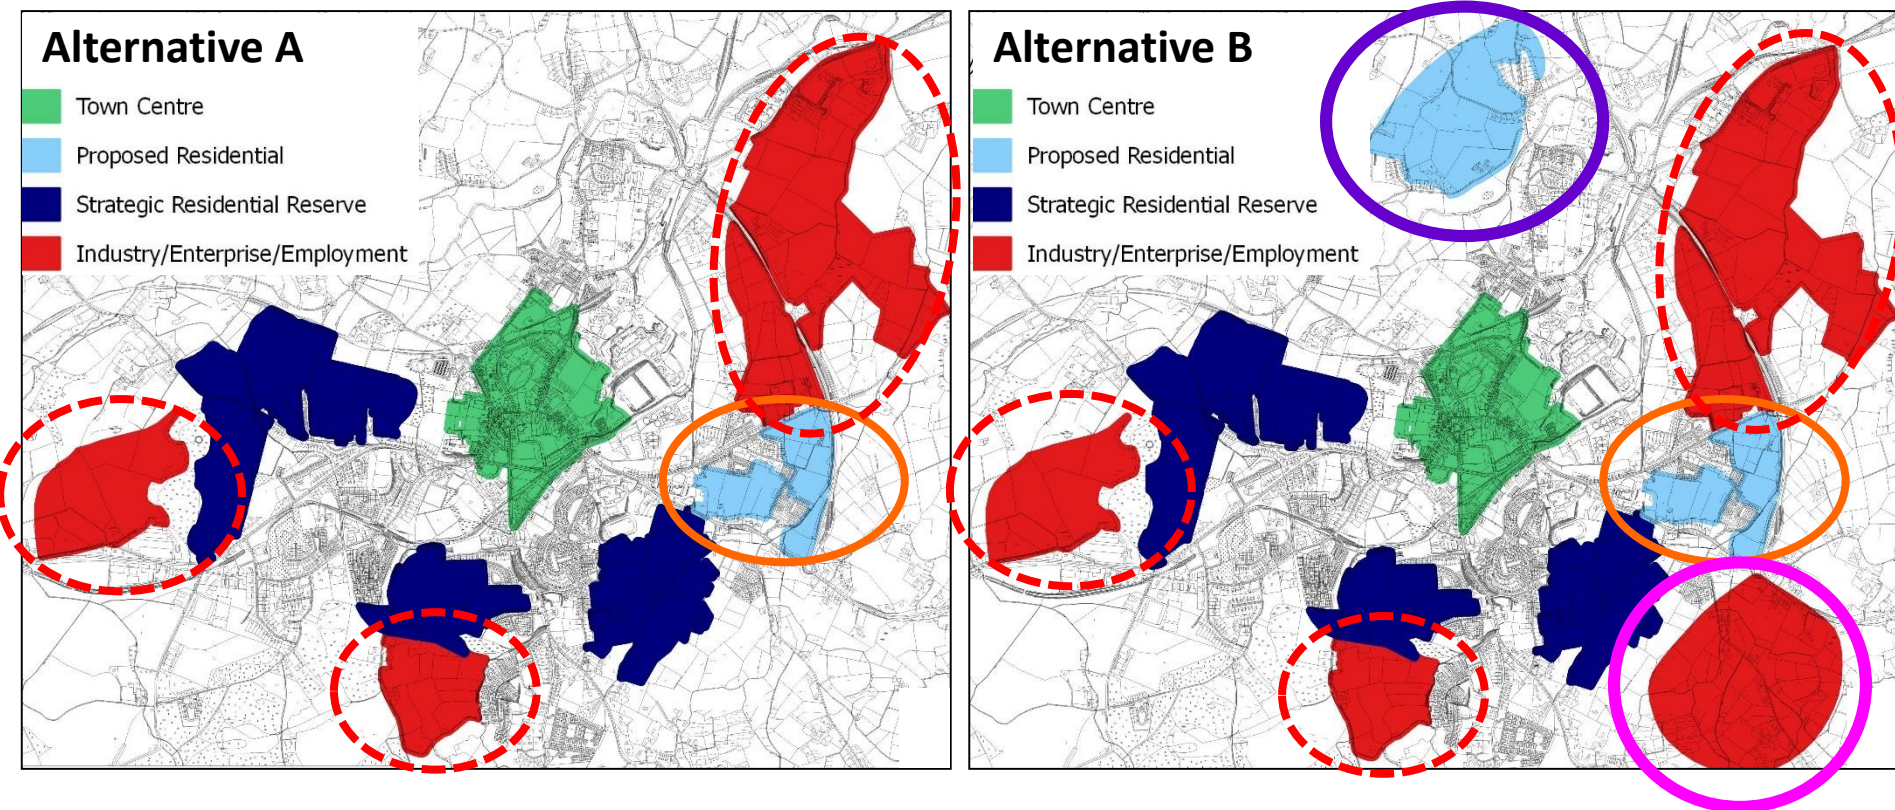 Alternative A
Town Centre
Proposed Residential
Strategic Residential Reserve
Industry/Enterprise/Employment
Alternative B
Town Centre
Proposed Residential
Strategic Residential Reserve
Industry/Enterprise/Employment